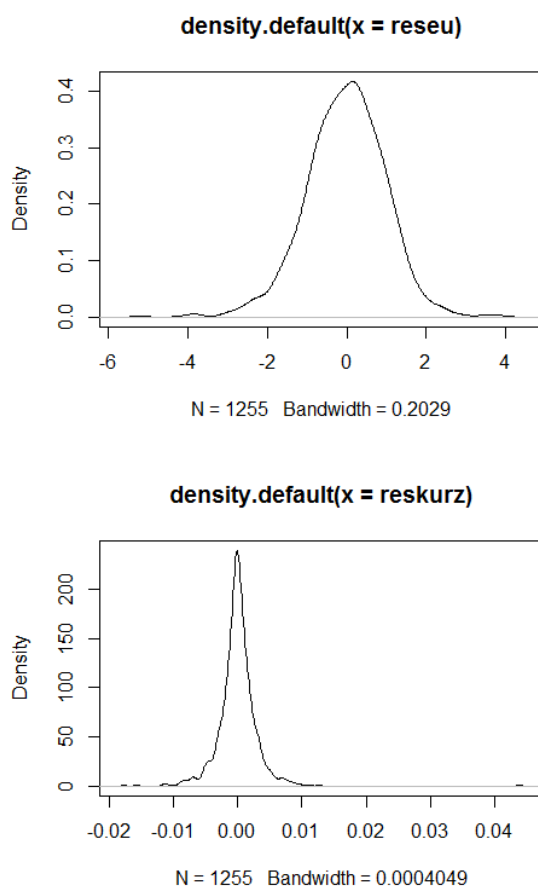 density.default(x = reseu)
Density
0.0 0.1 0.2 0.3 0.4
-6 -4 -2 0 2 4
N = 1255 Bandwidth = 0.2029
density.default(x = reskurz)
Density
0 50 100 150 200
-0.02 -0.01 0.00 0.01 0.02 0.03 0.04
N = 1255 Bandwidth = 0.0004049